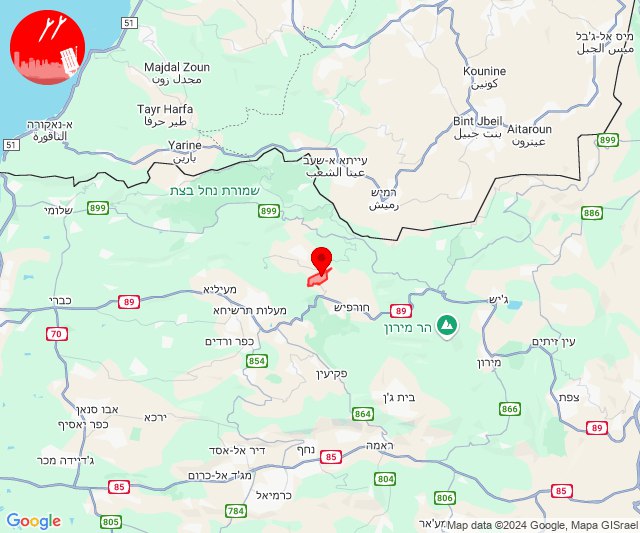 51
Majdal Zoun
مجدل زون
Kounine
كونين
מיס אל-ג'בל
ميس الجبل
Tayr Harfa
طير حرفا
א-נאקורה
الناقورة
51
Bint Jbeil
بنت جبيل
Aitaroun
عيترون
899
Yarine
يارين
עייתא א-שעב
عيتا الشعب
שמורת נחל בצת
רמיש
رميش
שלומי
899
899
886
כברי
89
מעיליא
מעלות תרשיחא
חורפיש
89
ג'יש
הר מירון
70
כפר ורדים
854
עין זיתים
מירון
פקיעין
צפת
אבו סנאן
כפר יאסיף
ירכא
בית ג'ן
864
866
89
ג'דיידה מכר
דיר אל-אסד
נחף
ראמה
85
מג'ד אל-כרום
85
כרמיאל
804
806
85
784
805
מע'אר
Google
Map data ©2024 Google, Mapa GISrael